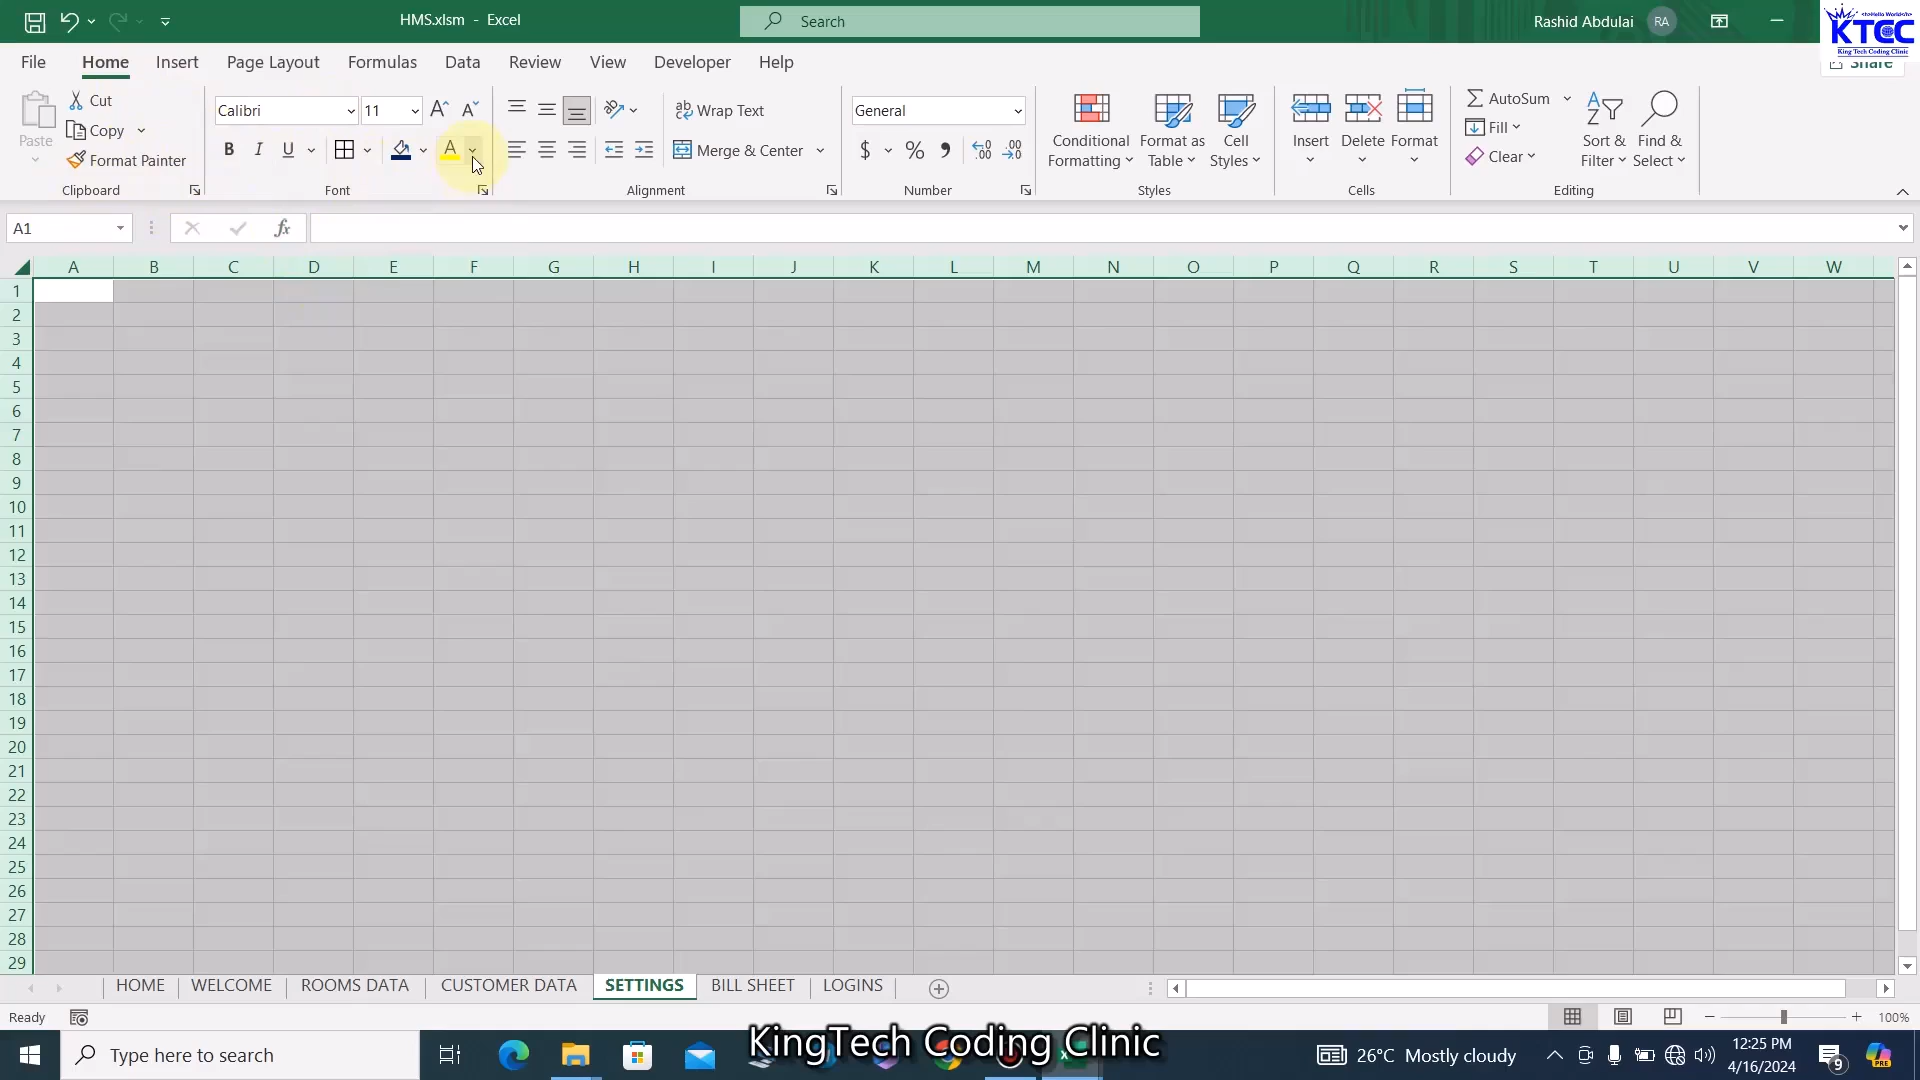 HMS.xlsm - Excel
Search
Rashid Abdulai
RA
KTCC
King Tech Coding Clinic
Share
File
Home
Insert
Page Layout
Formulas
Data
Review
View
Developer
Help
Paste
Cut
Copy
Format Painter
Clipboard
Calibri
11
B I U
A
Font
Wrap Text
Merge & Center
Alignment
General
$ % ,
Number
Conditional Formatting
Format as Table
Cell Styles
Styles
Insert
Delete
Format
Cells
AutoSum
Fill
Clear
Sort & Filter
Find & Select
Editing
A1
fx
A B C D E F G H I J K L M N O P Q R S T U V W
1
2
3
4
5
6
7
8
9
10
11
12
13
14
15
16
17
18
19
20
21
22
23
24
25
26
27
28
29
HOME
WELCOME
ROOMS DATA
CUSTOMER DATA
SETTINGS
BILL SHEET
LOGINS
Ready
100%
Type here to search
KingTech Coding Clinic
26°C Mostly cloudy
12:25 PM
4/16/2024
9
PRE